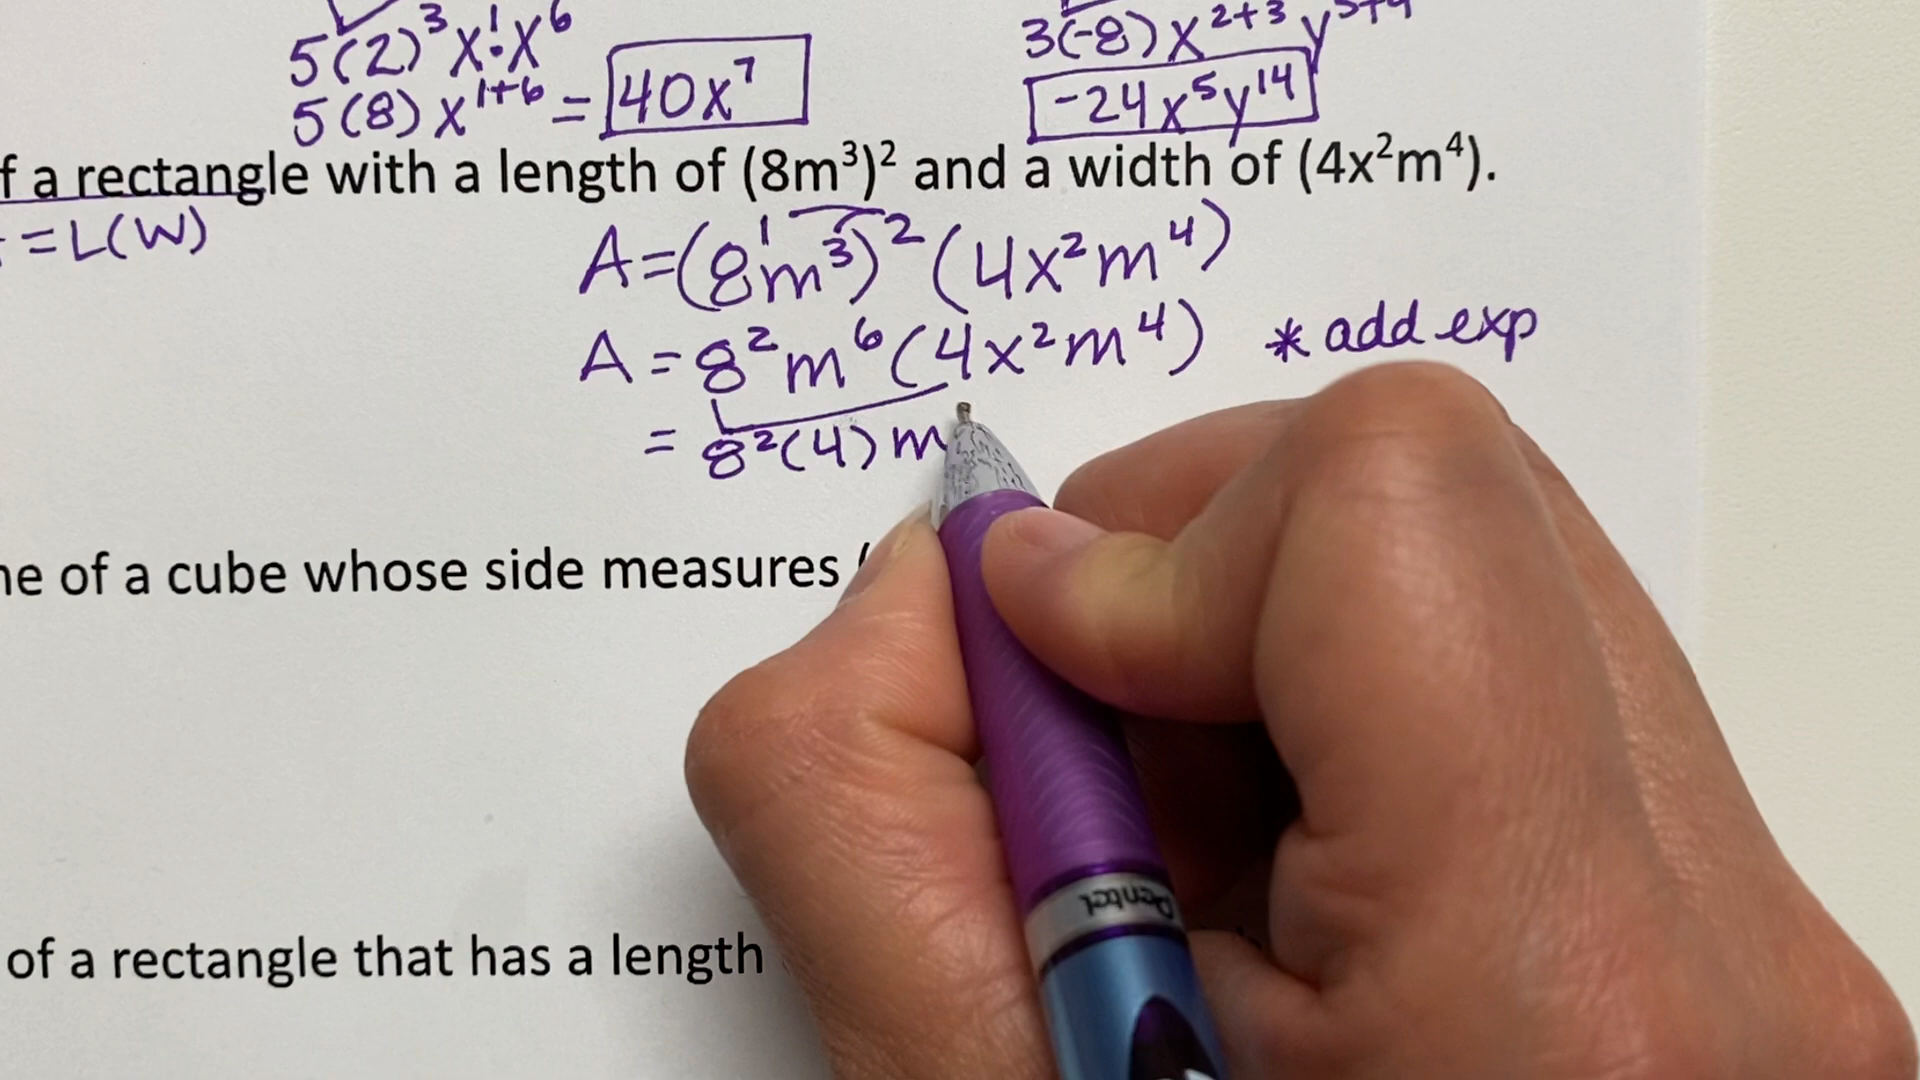 5(2)³x¹·x⁶
5(8)x¹⁺⁶ = 40x⁷
3(-8)x²⁺³y
-24x⁵y¹⁴
f a rectangle with a length of (8m³)² and a width of (4x²m⁴).
= L(W)
A=(8¹m³)²(4x²m⁴)
A=8²m⁶(4x²m⁴) * add exp
= 8²(4)m
ne of a cube whose side measures (
of a rectangle that has a length
Pentel